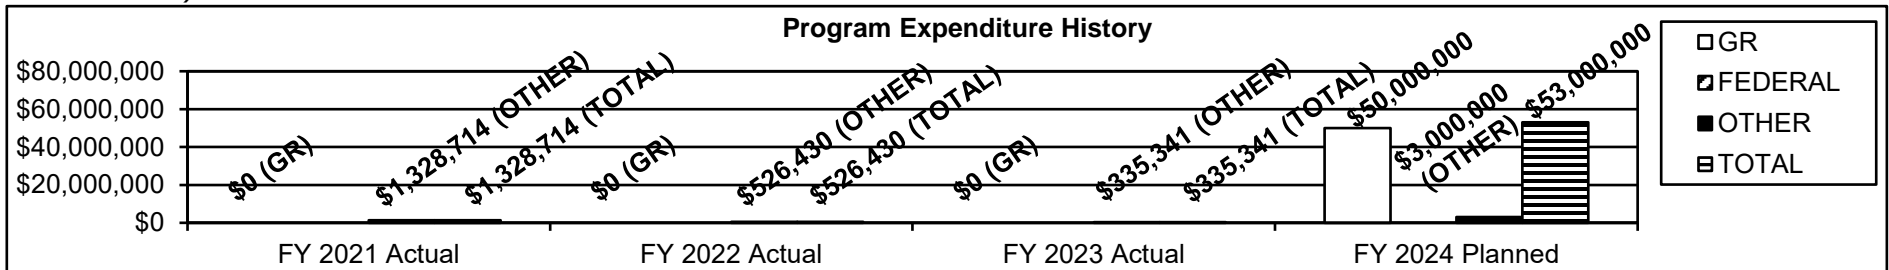 Program Expenditure History
$80,000,000
$60,000,000
$40,000,000
$20,000,000
$0
$0 (GR)
$1,328,714 (OTHER)
$1,328,714 (TOTAL)
$0 (GR)
$526,430 (OTHER)
$526,430 (TOTAL)
$0 (GR)
$335,341 (OTHER)
$335,341 (TOTAL)
$50,000,000
$3,000,000
(OTHER)
$53,000,000
FY 2021 Actual
FY 2022 Actual
FY 2023 Actual
FY 2024 Planned
GR
FEDERAL
OTHER
TOTAL